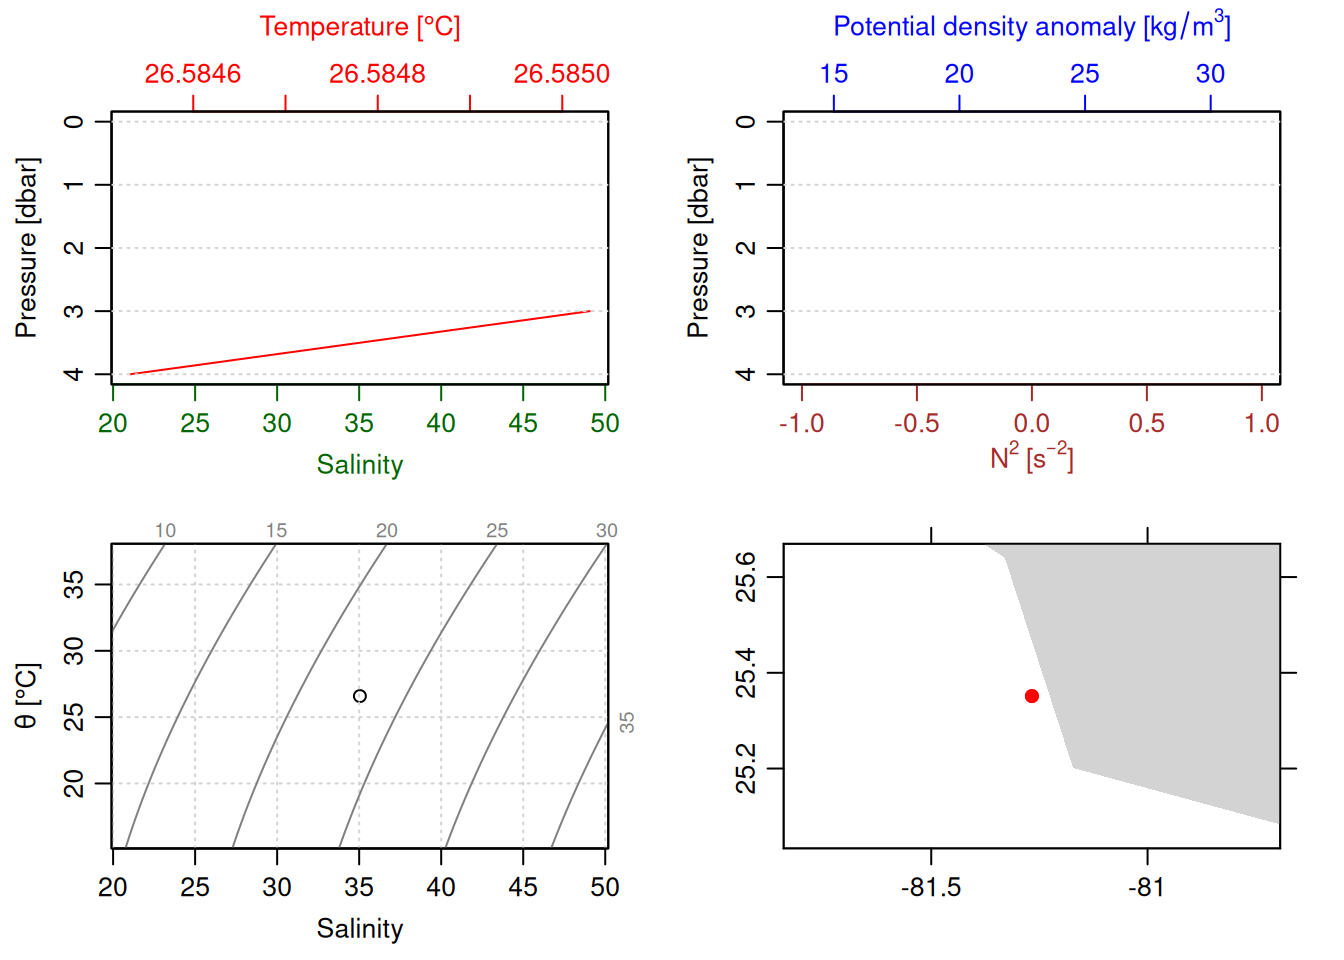 Temperature [°C]
26.5846 26.5848 26.5850
0
1
2
3
4
Pressure [dbar]
20 25 30 35 40 45 50
Salinity
Potential density anomaly [kg/m³]
15 20 25 30
0
1
2
3
4
Pressure [dbar]
-1.0 -0.5 0.0 0.5 1.0
N² [s⁻²]
10 15 20 25 30
35
35
30
25
20
θ [°C]
20 25 30 35 40 45 50
Salinity
25.6
25.4
25.2
-81.5 -81